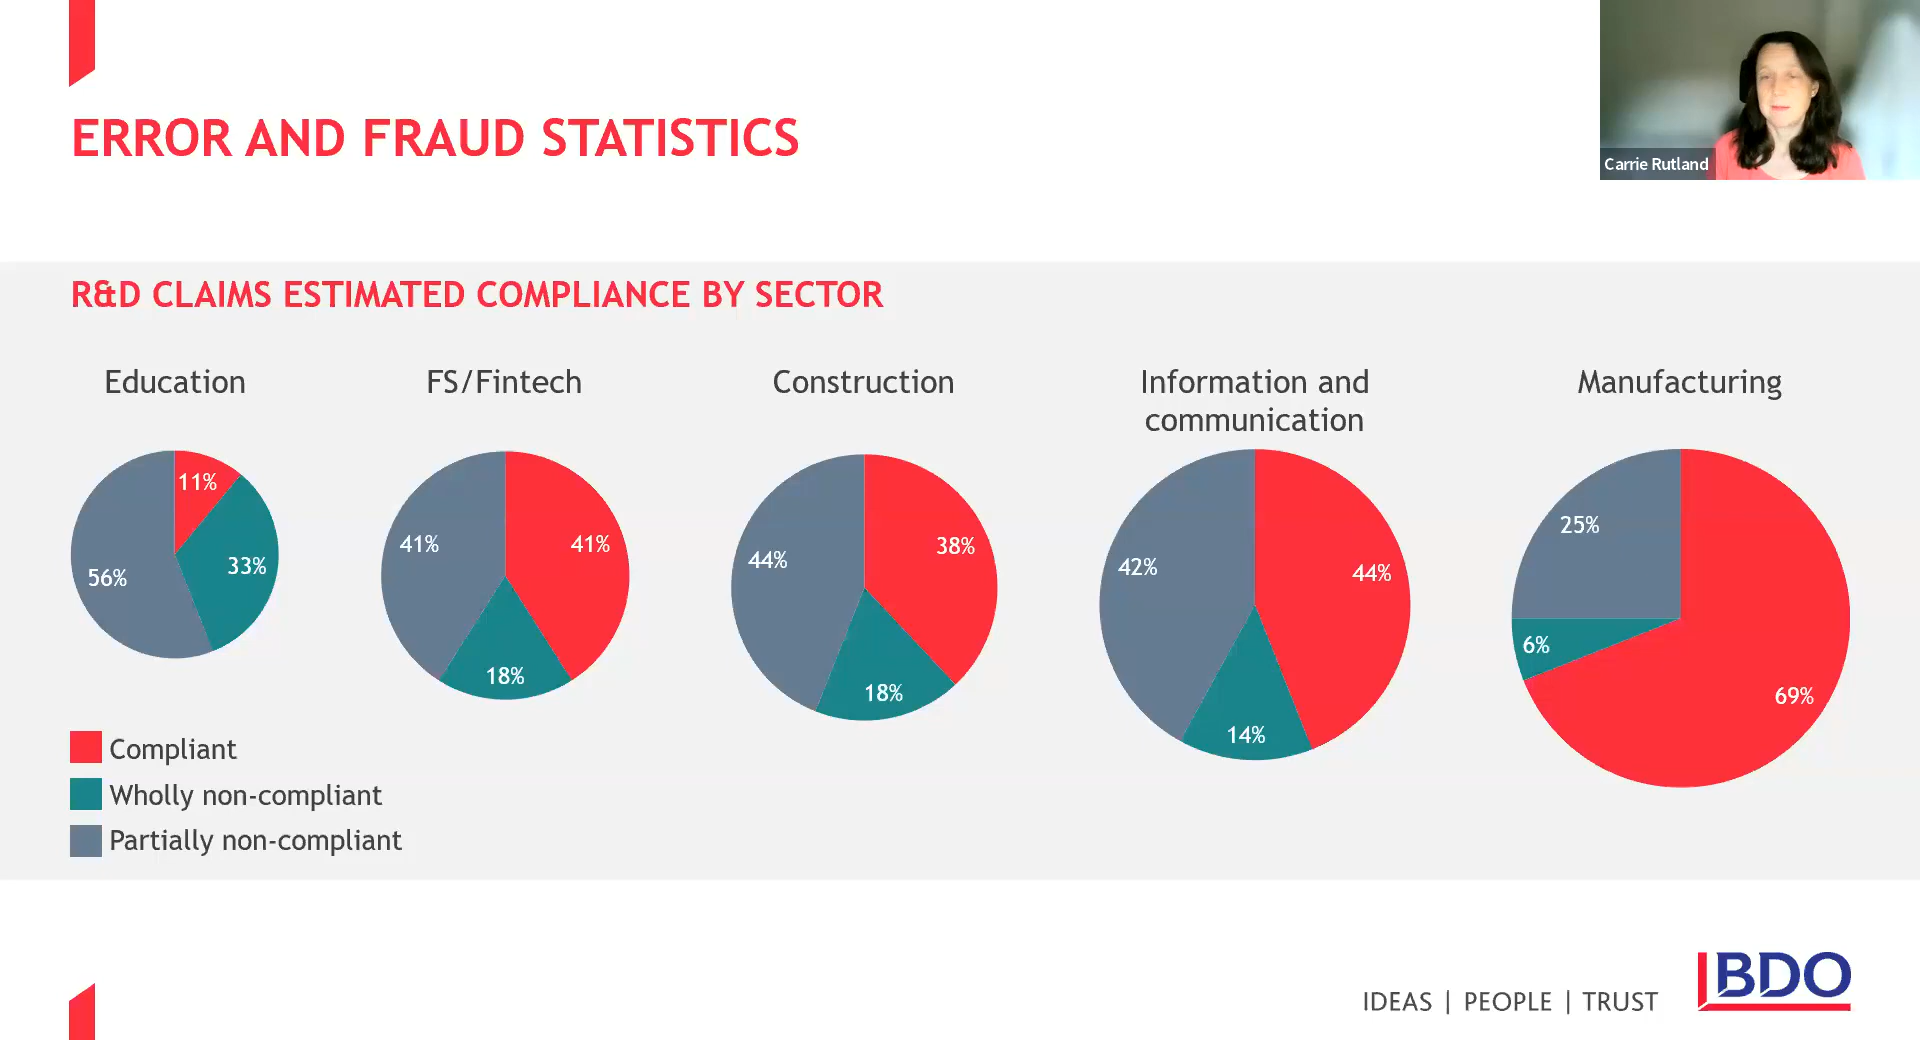 ERROR AND FRAUD STATISTICS
Carrie Rutland
R&D CLAIMS ESTIMATED COMPLIANCE BY SECTOR
Education
11%
33%
56%
FS/Fintech
41%
41%
18%
Construction
44%
38%
18%
Information and
communication
42%
44%
14%
Manufacturing
25%
6%
69%
Compliant
Wholly non-compliant
Partially non-compliant
IDEAS | PEOPLE | TRUST
BDO